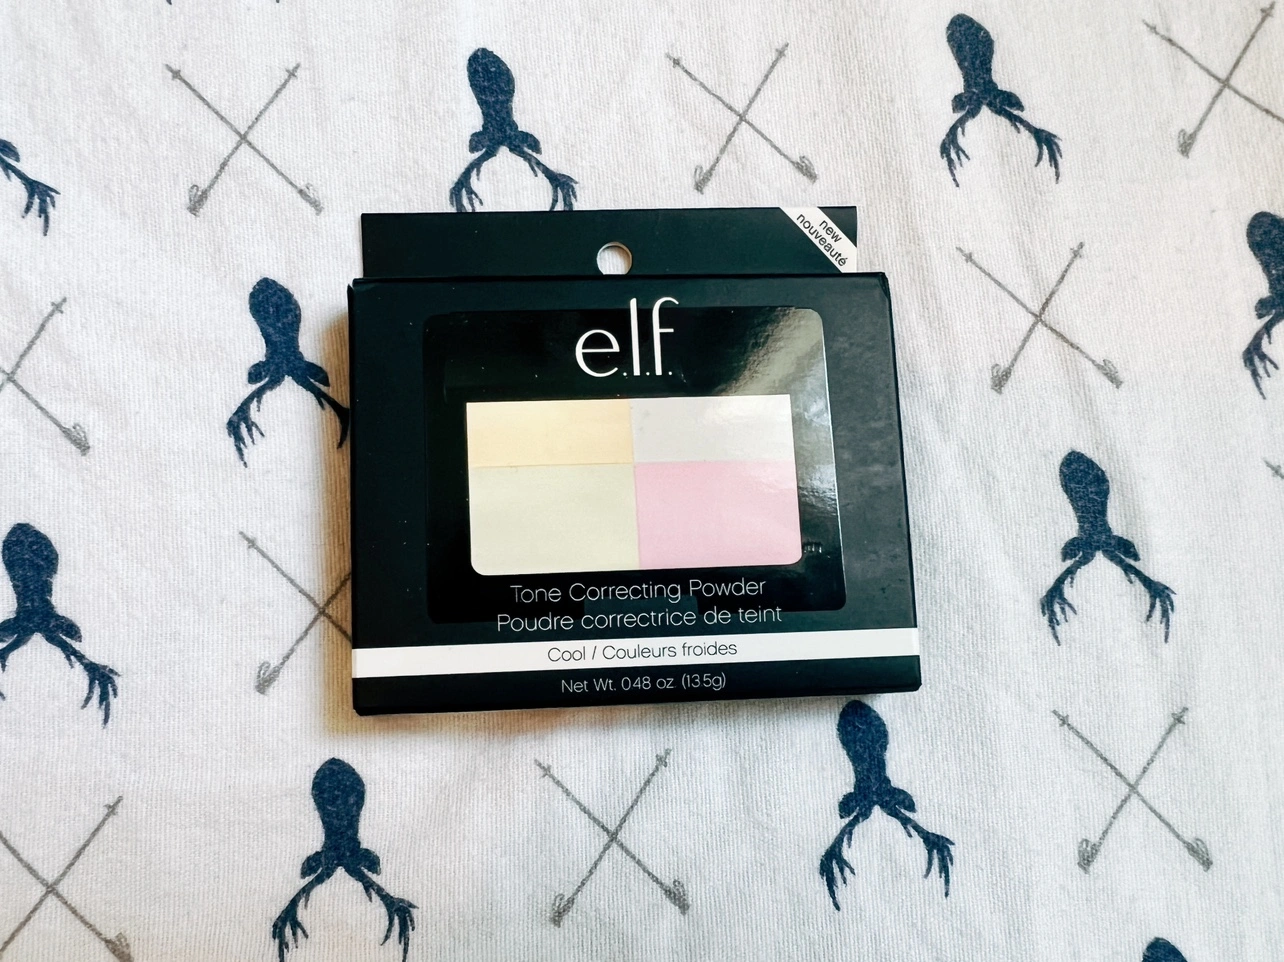 new
nouveauté
e.l.f.
Tone Correcting Powder
Poudre correctrice de teint
Cool / Couleurs froides
Net Wt. 0.48 oz. (13.5g)